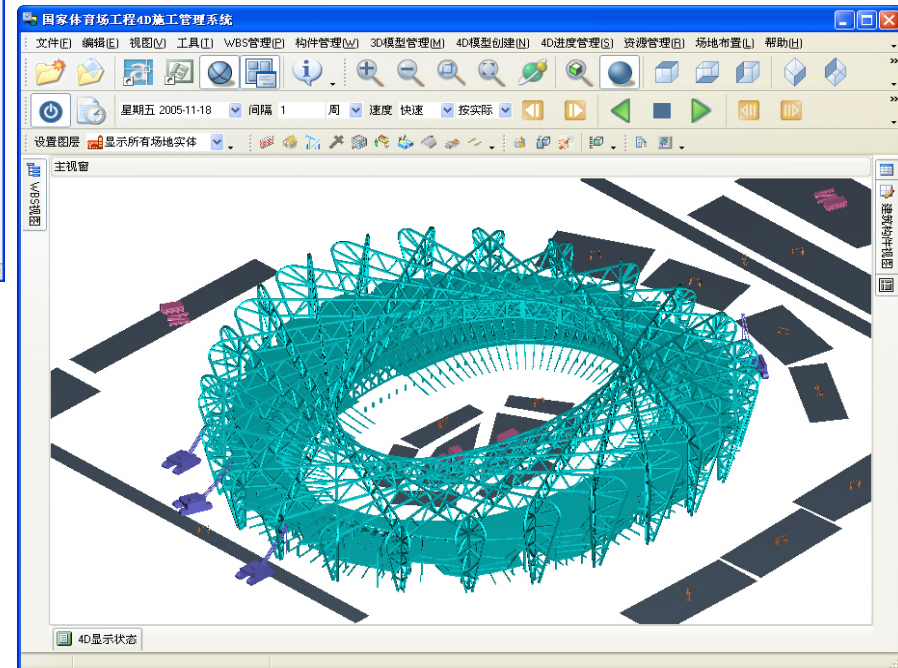 国家体育场工程4D施工管理系统
文件(F) 编辑(E) 视图(V) 工具(T) WBS管理(P) 构件管理(W) 3D模型管理(M) 4D模型创建(N) 4D进度管理(S) 资源管理(R) 场地布置(L) 帮助(H)
星期五 2005-11-18 间隔 1 周 速度 快速 按实际
设置图层 显示所有场地实体
主视窗
WBS视图
建筑构件视图
4D显示状态